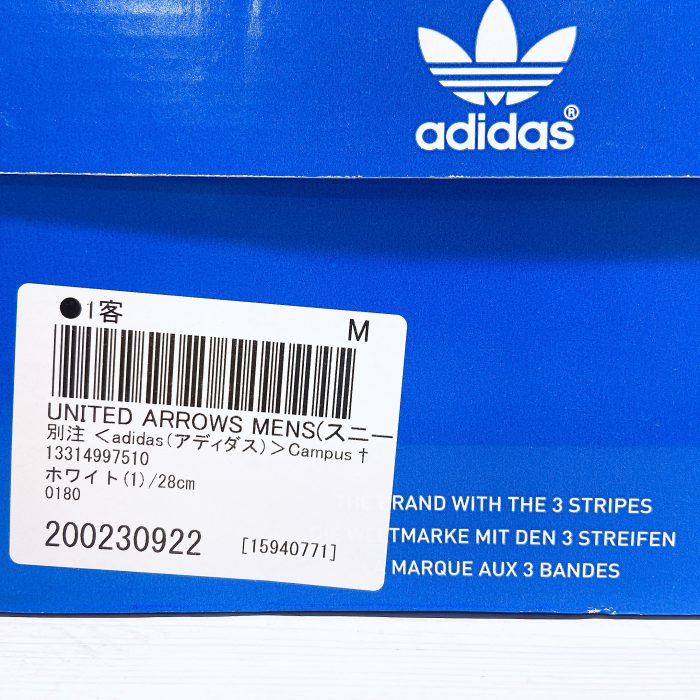 adidas®
●1客
M
UNITED ARROWS MENS(スニー
別注 <adidas(アディダス)>Campus †
13314997510
ホワイト(1)/28cm
0180
200230922 [15940771]
THE BRAND WITH THE 3 STRIPES
DIE WELTMARKE MIT DEN 3 STREIFEN
MARQUE AUX 3 BANDES